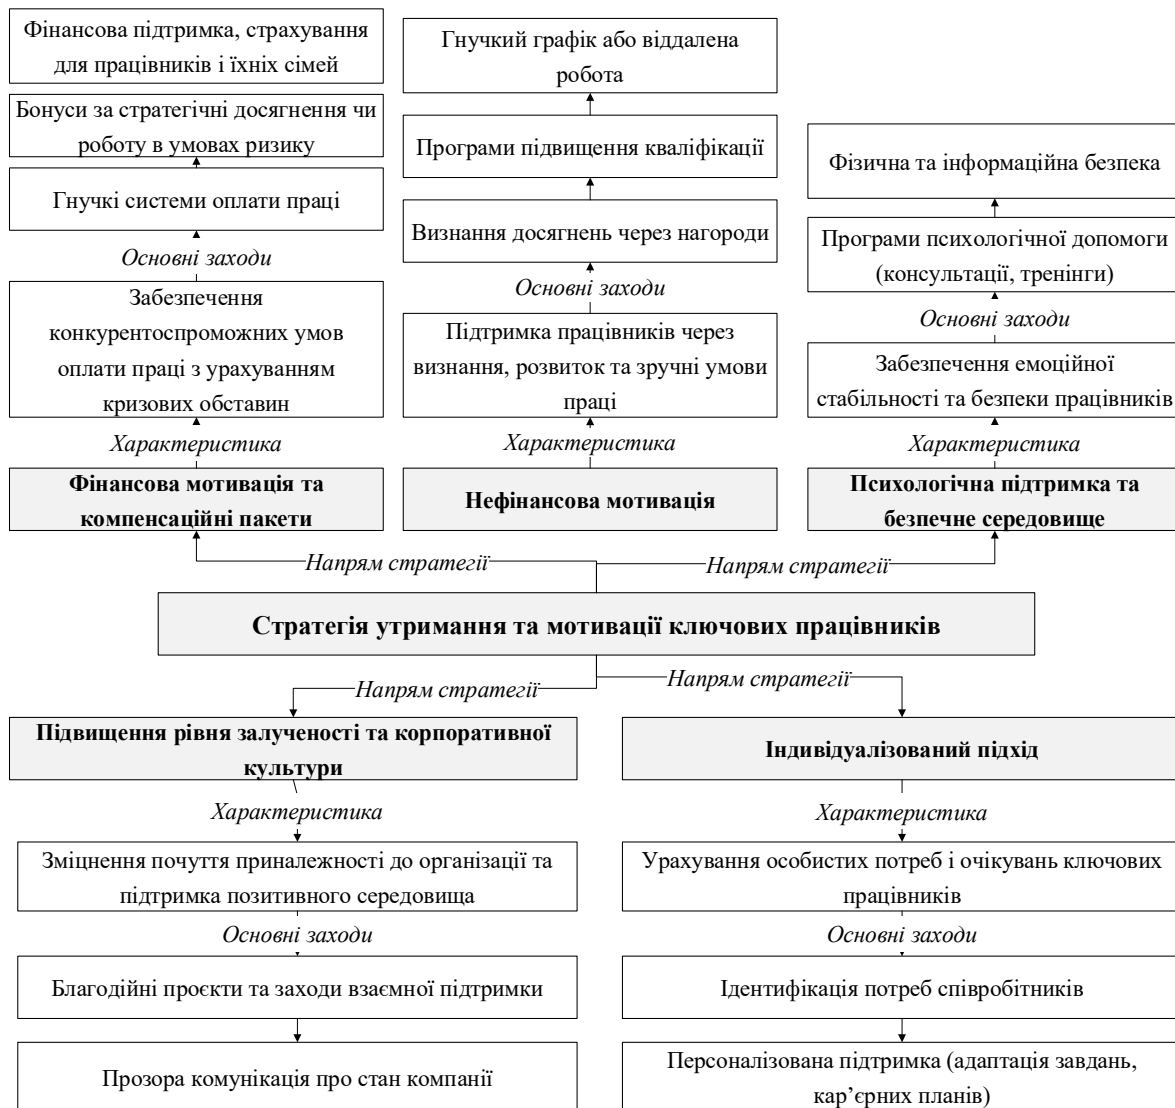 Фінансова підтримка, страхування
для працівників і їхніх сімей
Бонуси за стратегічні досягнення чи
роботу в умовах ризику
Гнучкі системи оплати праці
Основні заходи
Забезпечення
конкурентоспроможних умов
оплати праці з урахуванням
кризових обставин
Характеристика
Фінансова мотивація та
компенсаційні пакети
Гнучкий графік або віддалена
робота
Програми підвищення кваліфікації
Визнання досягнень через нагороди
Основні заходи
Підтримка працівників через
визнання, розвиток та зручні умови
праці
Характеристика
Нефінансова мотивація
Фізична та інформаційна безпека
Програми психологічної допомоги
(консультації, тренінги)
Основні заходи
Забезпечення емоційної
стабільності та безпеки працівників
Характеристика
Психологічна підтримка та
безпечне середовище
Напрям стратегії
Напрям стратегії
Стратегія утримання та мотивації ключових працівників
Напрям стратегії
Напрям стратегії
Підвищення рівня залученості та корпоративної
культури
Характеристика
Зміцнення почуття приналежності до організації та
підтримка позитивного середовища
Основні заходи
Благодійні проєкти та заходи взаємної підтримки
Прозора комунікація про стан компанії
Індивідуалізований підхід
Характеристика
Урахування особистих потреб і очікувань ключових
працівників
Основні заходи
Ідентифікація потреб співробітників
Персоналізована підтримка (адаптація завдань,
кар’єрних планів)